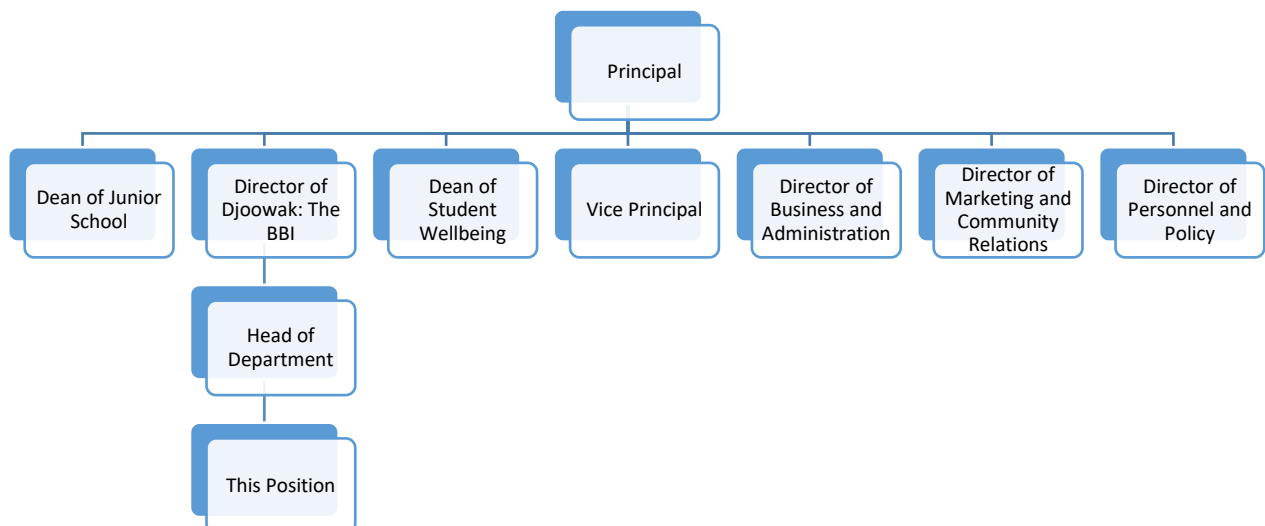 Principal
Dean of Junior
School
Director of
Djoowak: The
BBI
Dean of
Student
Wellbeing
Vice Principal
Director of
Business and
Administration
Director of
Marketing and
Community
Relations
Director of
Personnel and
Policy
Head of
Department
This Position